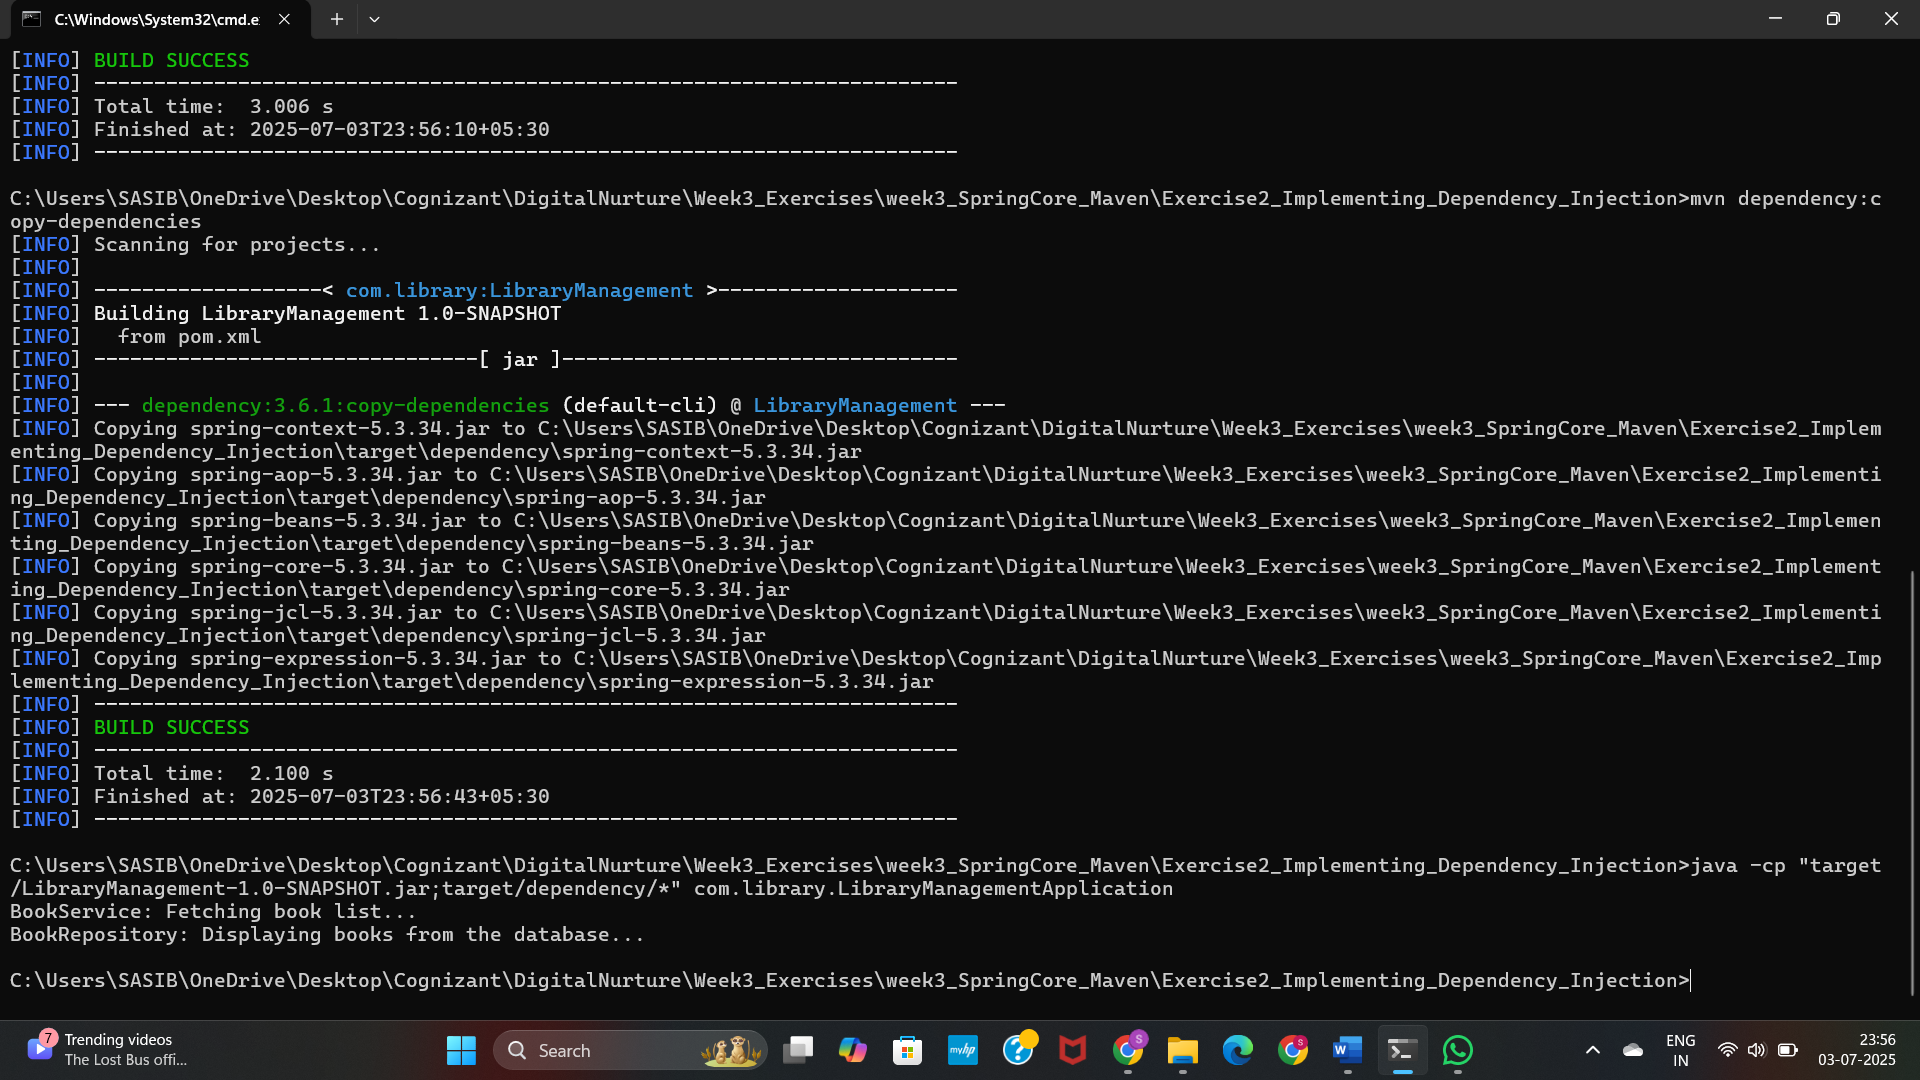 C:\Windows\System32\cmd.e
[INFO] BUILD SUCCESS
[INFO] ------------------------------------------------------------------------
[INFO] Total time:  3.006 s
[INFO] Finished at: 2025-07-03T23:56:10+05:30
[INFO] ------------------------------------------------------------------------
C:\Users\SASIB\OneDrive\Desktop\Cognizant\DigitalNurture\Week3_Exercises\week3_SpringCore_Maven\Exercise2_Implementing_Dependency_Injection>mvn dependency:c
opy-dependencies
[INFO] Scanning for projects...
[INFO]
[INFO] -------------------< com.library:LibraryManagement >--------------------
[INFO] Building LibraryManagement 1.0-SNAPSHOT
[INFO]   from pom.xml
[INFO] --------------------------------[ jar ]---------------------------------
[INFO]
[INFO] --- dependency:3.6.1:copy-dependencies (default-cli) @ LibraryManagement ---
[INFO] Copying spring-context-5.3.34.jar to C:\Users\SASIB\OneDrive\Desktop\Cognizant\DigitalNurture\Week3_Exercises\week3_SpringCore_Maven\Exercise2_Implem
enting_Dependency_Injection\target\dependency\spring-context-5.3.34.jar
[INFO] Copying spring-aop-5.3.34.jar to C:\Users\SASIB\OneDrive\Desktop\Cognizant\DigitalNurture\Week3_Exercises\week3_SpringCore_Maven\Exercise2_Implementi
ng_Dependency_Injection\target\dependency\spring-aop-5.3.34.jar
[INFO] Copying spring-beans-5.3.34.jar to C:\Users\SASIB\OneDrive\Desktop\Cognizant\DigitalNurture\Week3_Exercises\week3_SpringCore_Maven\Exercise2_Implemen
ting_Dependency_Injection\target\dependency\spring-beans-5.3.34.jar
[INFO] Copying spring-core-5.3.34.jar to C:\Users\SASIB\OneDrive\Desktop\Cognizant\DigitalNurture\Week3_Exercises\week3_SpringCore_Maven\Exercise2_Implement
ing_Dependency_Injection\target\dependency\spring-core-5.3.34.jar
[INFO] Copying spring-jcl-5.3.34.jar to C:\Users\SASIB\OneDrive\Desktop\Cognizant\DigitalNurture\Week3_Exercises\week3_SpringCore_Maven\Exercise2_Implementi
ng_Dependency_Injection\target\dependency\spring-jcl-5.3.34.jar
[INFO] Copying spring-expression-5.3.34.jar to C:\Users\SASIB\OneDrive\Desktop\Cognizant\DigitalNurture\Week3_Exercises\week3_SpringCore_Maven\Exercise2_Imp
lementing_Dependency_Injection\target\dependency\spring-expression-5.3.34.jar
[INFO] ------------------------------------------------------------------------
[INFO] BUILD SUCCESS
[INFO] ------------------------------------------------------------------------
[INFO] Total time:  2.100 s
[INFO] Finished at: 2025-07-03T23:56:43+05:30
[INFO] ------------------------------------------------------------------------
C:\Users\SASIB\OneDrive\Desktop\Cognizant\DigitalNurture\Week3_Exercises\week3_SpringCore_Maven\Exercise2_Implementing_Dependency_Injection>java -cp "target
/LibraryManagement-1.0-SNAPSHOT.jar;target/dependency/*" com.library.LibraryManagementApplication
BookService: Fetching book list...
BookRepository: Displaying books from the database...
C:\Users\SASIB\OneDrive\Desktop\Cognizant\DigitalNurture\Week3_Exercises\week3_SpringCore_Maven\Exercise2_Implementing_Dependency_Injection>
7
Trending videos
The Lost Bus offi...
Search
myhp
S
S
W
ENG
IN
23:56
03-07-2025